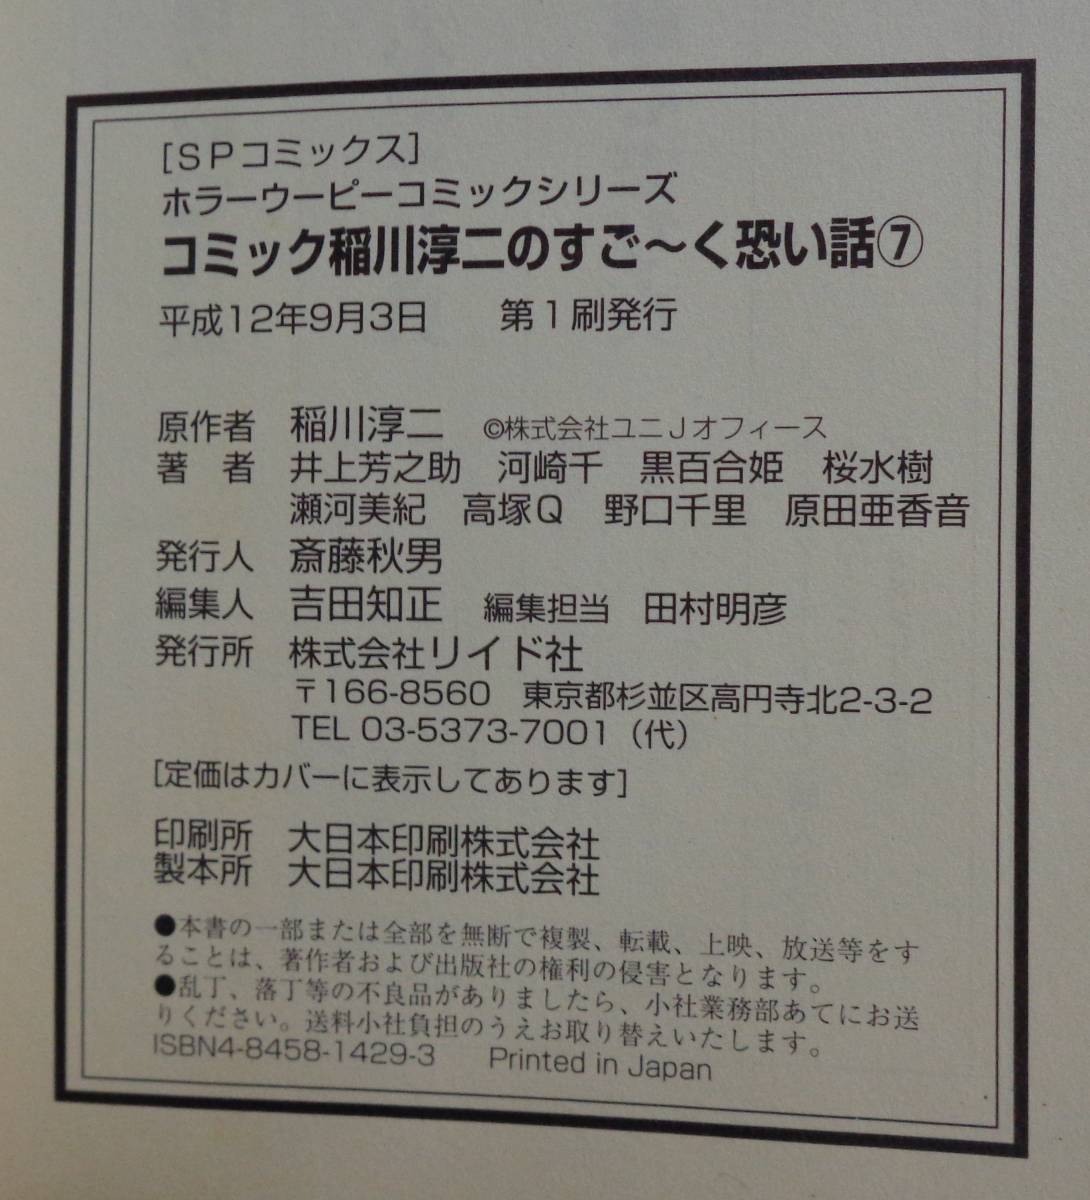 [SPコミックス]
ホラーウーピーコミックシリーズ
コミック稲川淳二のすご～く恐い話⑦
平成12年9月3日　第1刷発行
原作者　稲川淳二　©株式会社ユニJオフィース
著　者　井上芳之助　河崎千　黒百合姫　桜水樹
瀬河美紀　高塚Q　野口千里　原田亜香音
発行人　斎藤秋男
編集人　吉田知正　編集担当　田村明彦
発行所　株式会社リイド社
〒166-8560　東京都杉並区高円寺北2-3-2
TEL 03-5373-7001（代）
[定価はカバーに表示してあります]
印刷所　大日本印刷株式会社
製本所　大日本印刷株式会社
●本書の一部または全部を無断で複製、転載、上映、放送等をす
ることは、著作者および出版社の権利の侵害となります。
●乱丁、落丁等の不良品がありましたら、小社業務部あてにお送
りください。送料小社負担のうえお取り替えいたします。
ISBN4-8458-1429-3　Printed in Japan